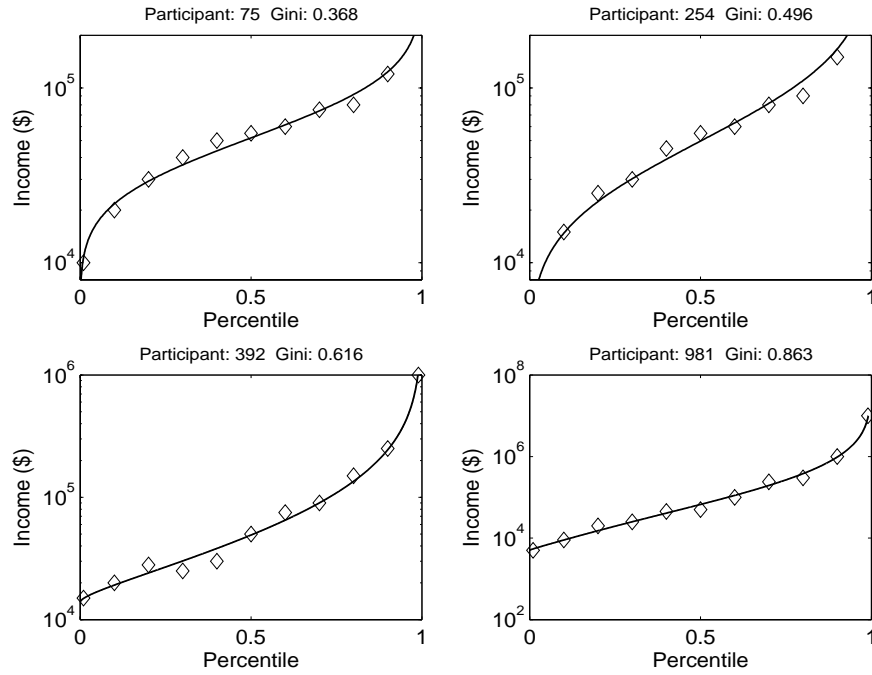 Participant: 75 Gini: 0.368
10^5
10^4
Income ($)
0
0.5
1
Percentile
Participant: 254 Gini: 0.496
10^5
10^4
Income ($)
0
0.5
1
Percentile
Participant: 392 Gini: 0.616
10^6
10^5
10^4
Income ($)
0
0.5
1
Percentile
Participant: 981 Gini: 0.863
10^8
10^6
10^4
10^2
Income ($)
0
0.5
1
Percentile